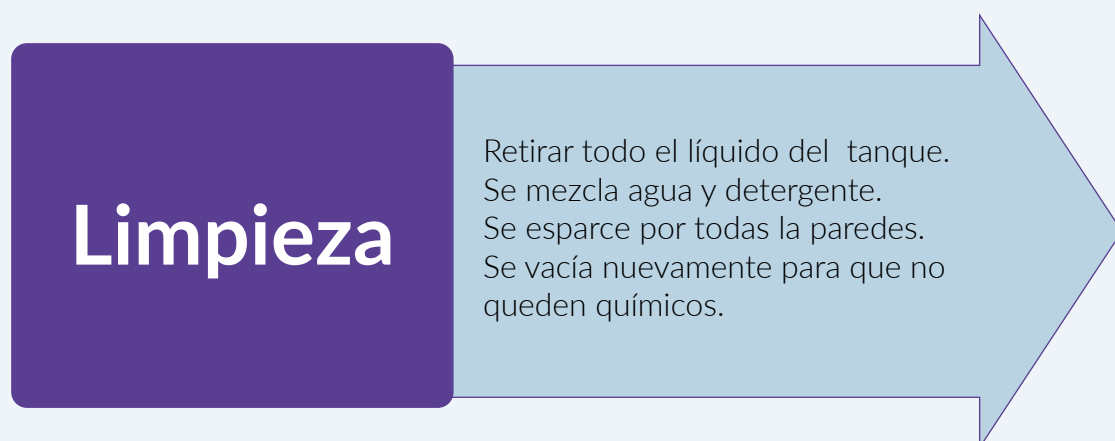 Limpieza
Retirar todo el líquido del  tanque.
Se mezcla agua y detergente.
Se esparce por todas la paredes.
Se vacía nuevamente para que no
queden químicos.